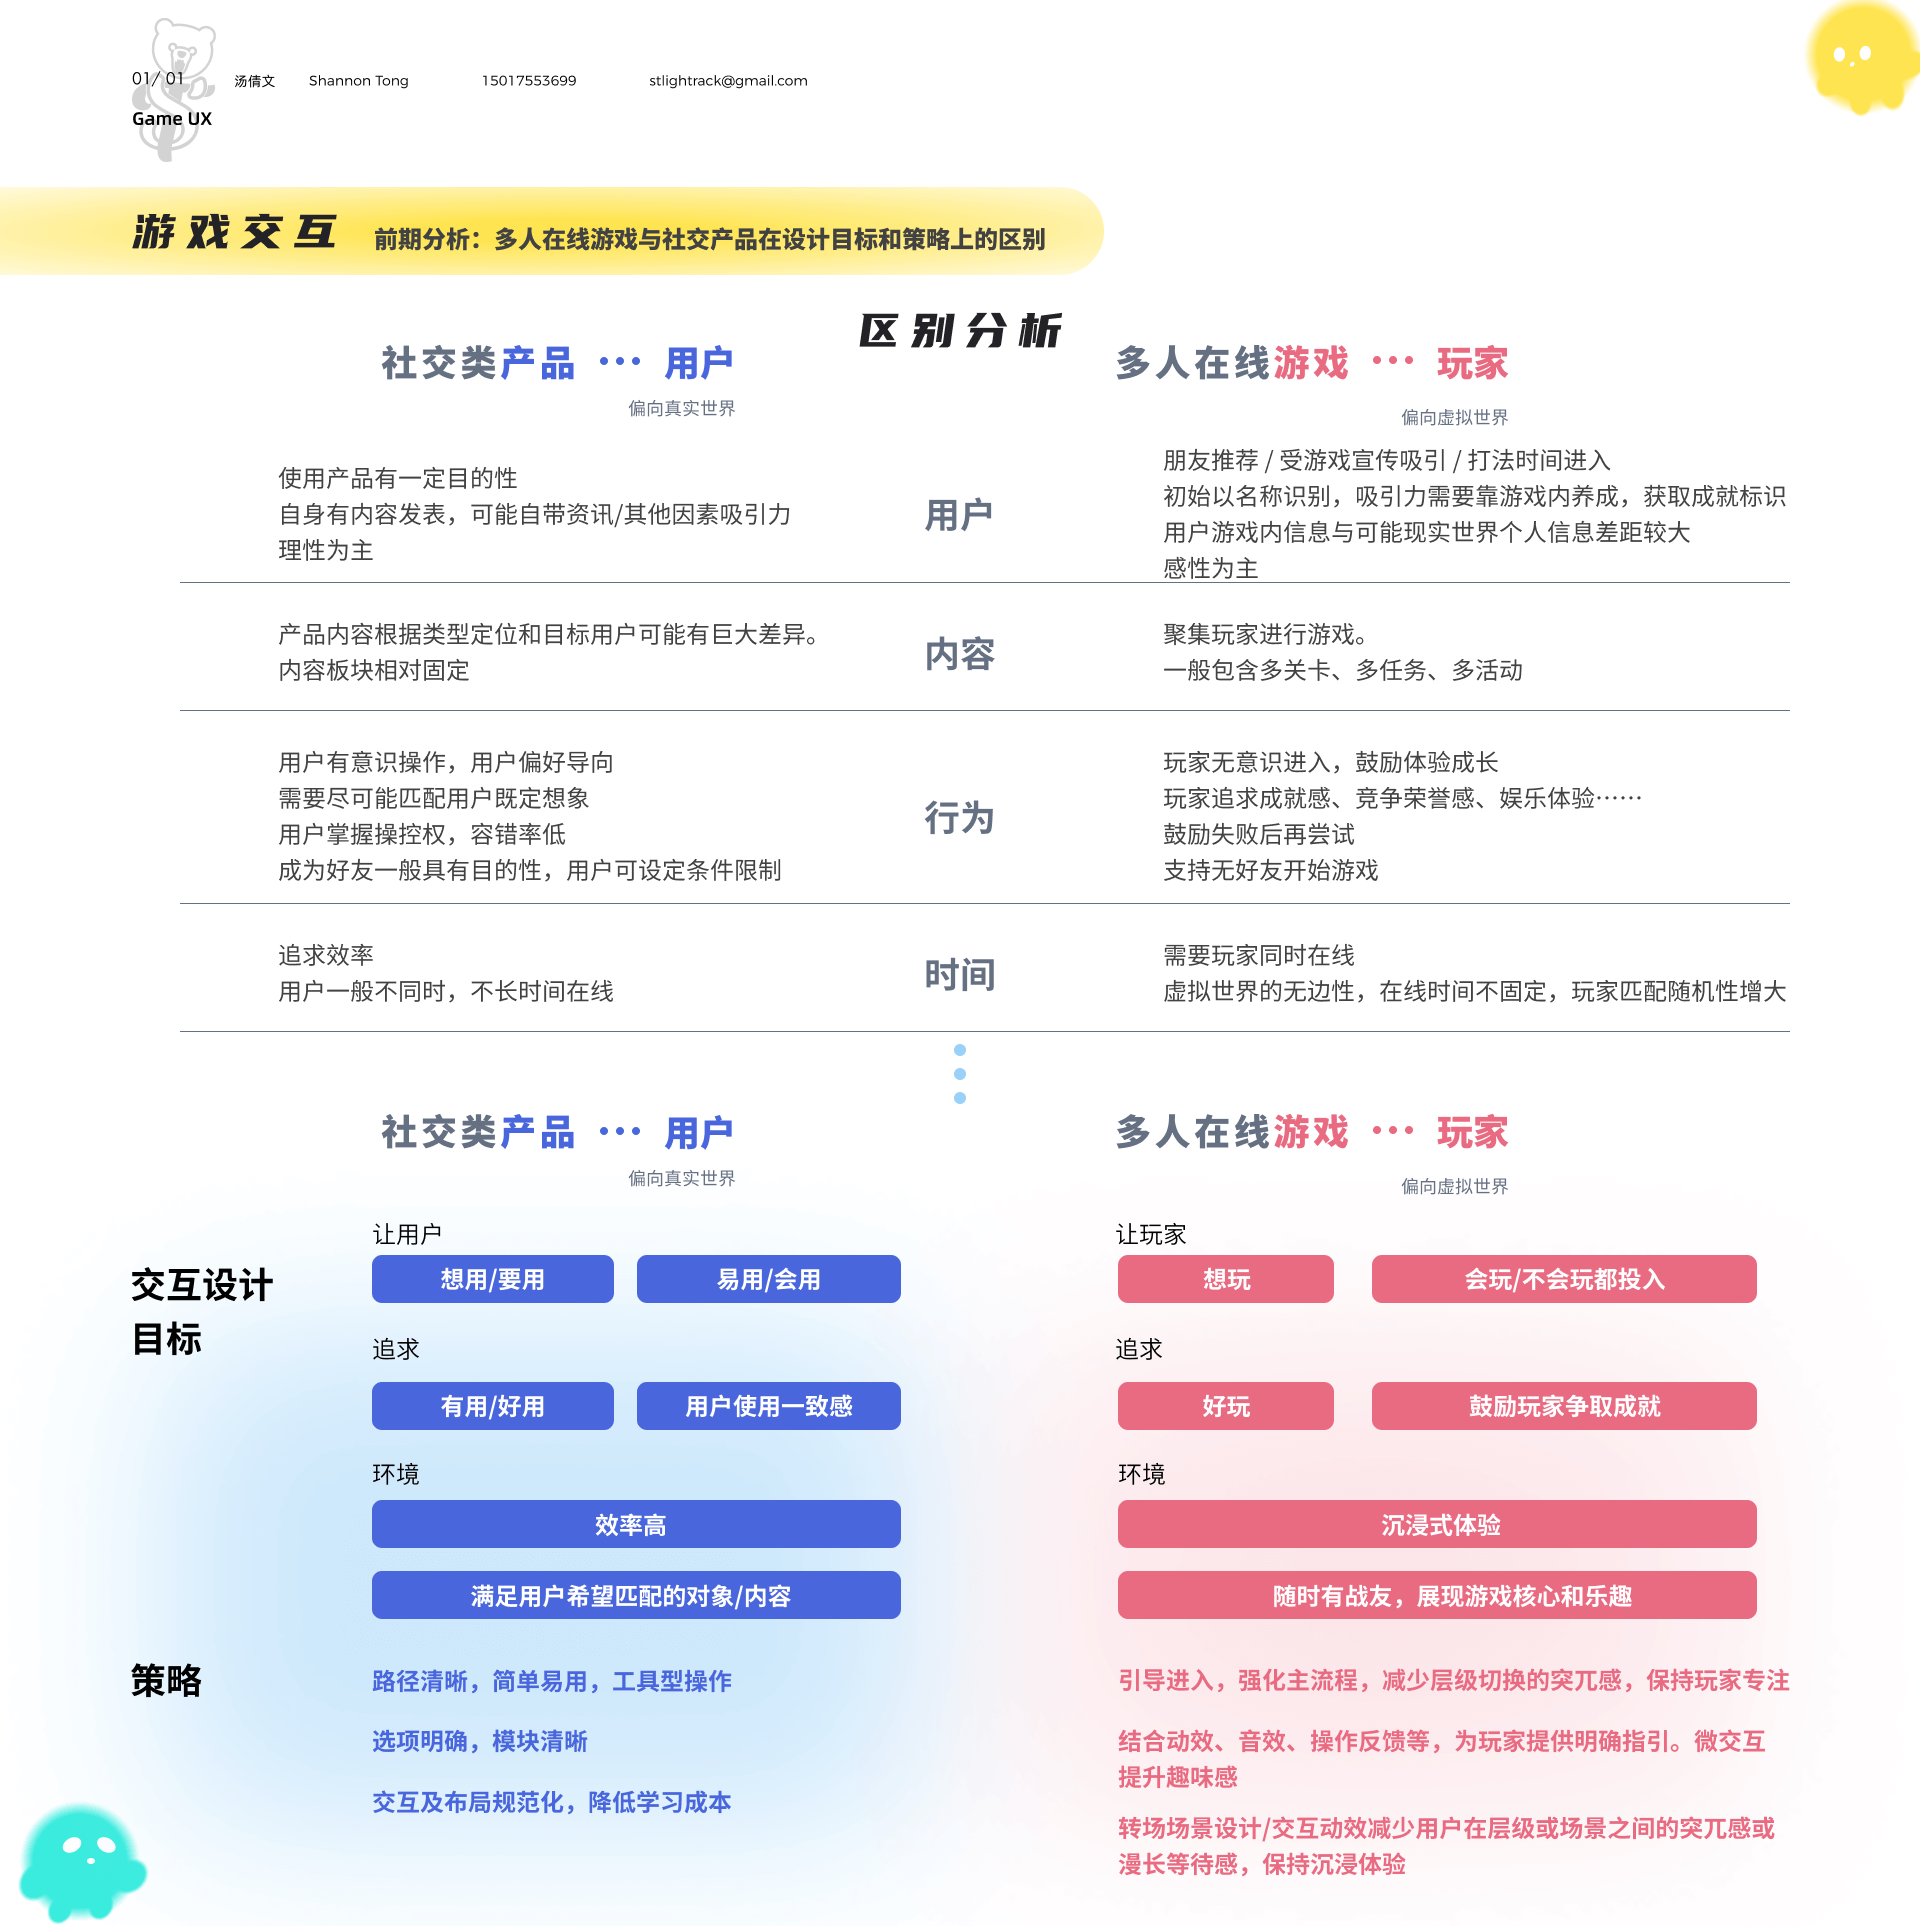 01/ 01
汤倩文 Shannon Tong 15017553699 stlightrack@gmail.com
Game UX
游戏交互 前期分析：多人在线游戏与社交产品在设计目标和策略上的区别
区别分析
社交类产品 ··· 用户
偏向真实世界
多人在线游戏 ··· 玩家
偏向虚拟世界
使用产品有一定目的性
自身有内容发表，可能自带资讯/其他因素吸引力
理性为主
用户
朋友推荐 / 受游戏宣传吸引 / 打法时间进入
初始以名称识别，吸引力需要靠游戏内养成，获取成就标识
用户游戏内信息与可能现实世界个人信息差距较大
感性为主
产品内容根据类型定位和目标用户可能有巨大差异。
内容板块相对固定
内容
聚集玩家进行游戏。
一般包含多关卡、多任务、多活动
用户有意识操作，用户偏好导向
需要尽可能匹配用户既定想象
用户掌握操控权，容错率低
成为好友一般具有目的性，用户可设定条件限制
行为
玩家无意识进入，鼓励体验成长
玩家追求成就感、竞争荣誉感、娱乐体验……
鼓励失败后再尝试
支持无好友开始游戏
追求效率
用户一般不同时，不长时间在线
时间
需要玩家同时在线
虚拟世界的无边性，在线时间不固定，玩家匹配随机性增大
社交类产品 ··· 用户
偏向真实世界
多人在线游戏 ··· 玩家
偏向虚拟世界
交互设计
目标
让用户
想用/要用 易用/会用
追求
有用/好用 用户使用一致感
环境
效率高
满足用户希望匹配的对象/内容
让玩家
想玩 会玩/不会玩都投入
追求
好玩 鼓励玩家争取成就
环境
沉浸式体验
随时有战友，展现游戏核心和乐趣
策略
路径清晰，简单易用，工具型操作
选项明确，模块清晰
交互及布局规范化，降低学习成本
引导进入，强化主流程，减少层级切换的突兀感，保持玩家专注
结合动效、音效、操作反馈等，为玩家提供明确指引。微交互
提升趣味感
转场场景设计/交互动效减少用户在层级或场景之间的突兀感或
漫长等待感，保持沉浸体验